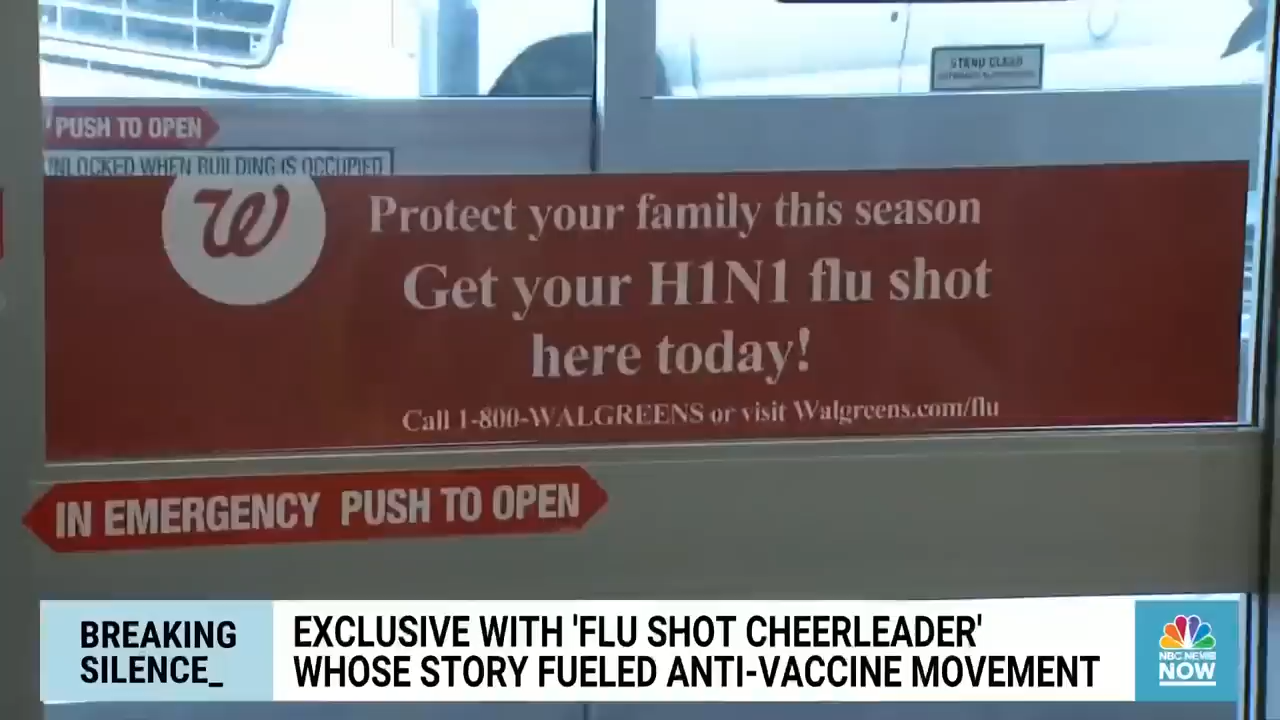 STAND CLEAR
PUSH TO OPEN
UNLOCKED WHEN BUILDING IS OCCUPIED
W
Protect your family this season
Get your H1N1 flu shot
here today!
Call 1-800-WALGREENS or visit Walgreens.com/flu
IN EMERGENCY PUSH TO OPEN
BREAKING
SILENCE_
EXCLUSIVE WITH 'FLU SHOT CHEERLEADER'
WHOSE STORY FUELED ANTI-VACCINE MOVEMENT
NBC NEWS
NOW